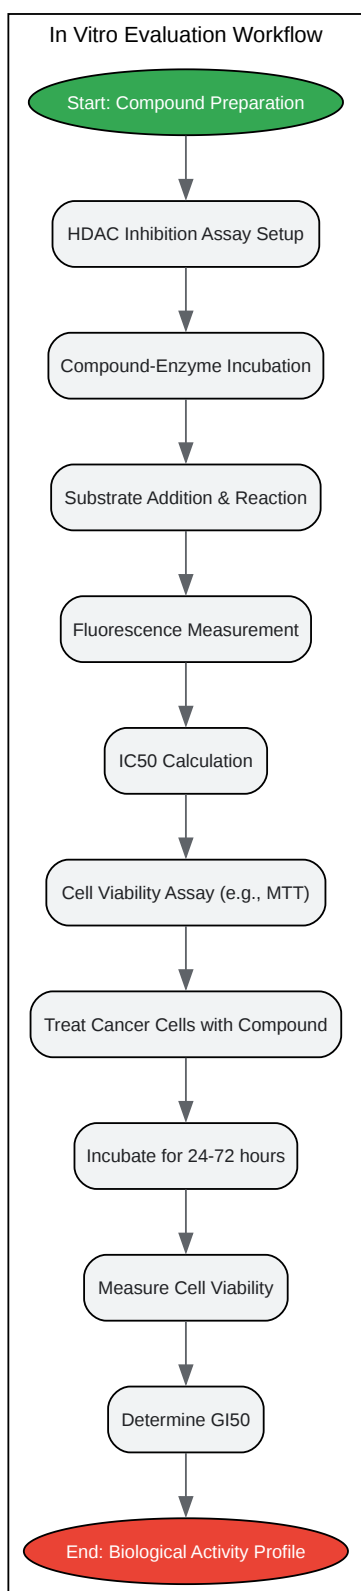 In Vitro Evaluation Workflow
Start: Compound Preparation
HDAC Inhibition Assay Setup
Compound-Enzyme Incubation
Substrate Addition & Reaction
Fluorescence Measurement
IC50 Calculation
Cell Viability Assay (e.g., MTT)
Treat Cancer Cells with Compound
Incubate for 24-72 hours
Measure Cell Viability
Determine GI50
End: Biological Activity Profile